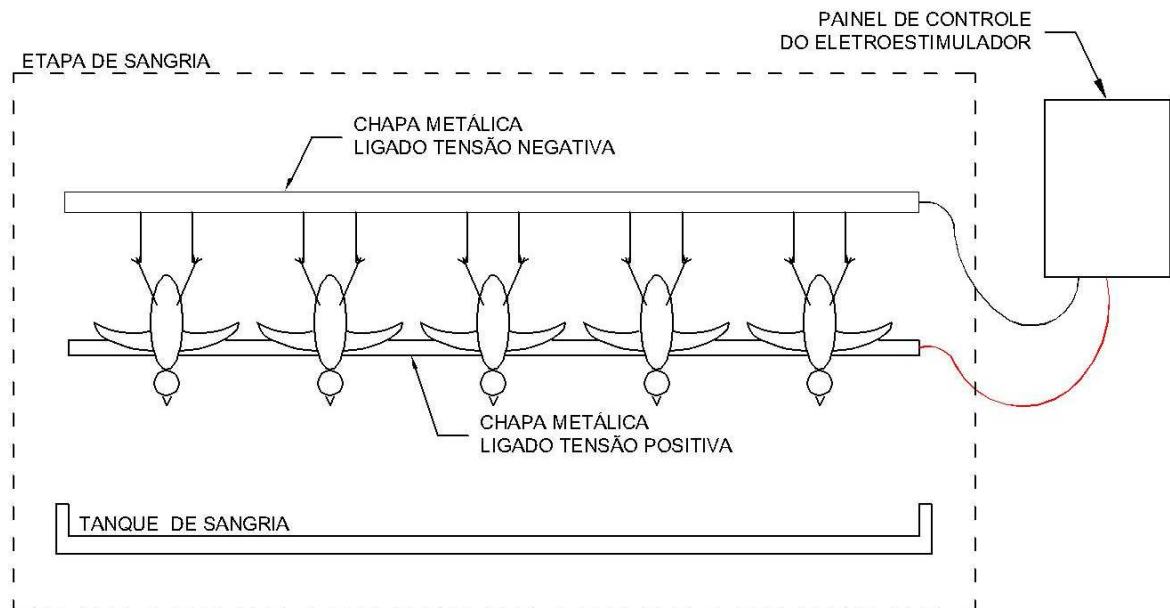 PAINEL DE CONTROLE
DO ELETROESTIMULADOR
ETAPA DE SANGRIA
CHAPA METÁLICA
LIGADO TENSÃO NEGATIVA
CHAPA METÁLICA
LIGADO TENSÃO POSITIVA
TANQUE DE SANGRIA